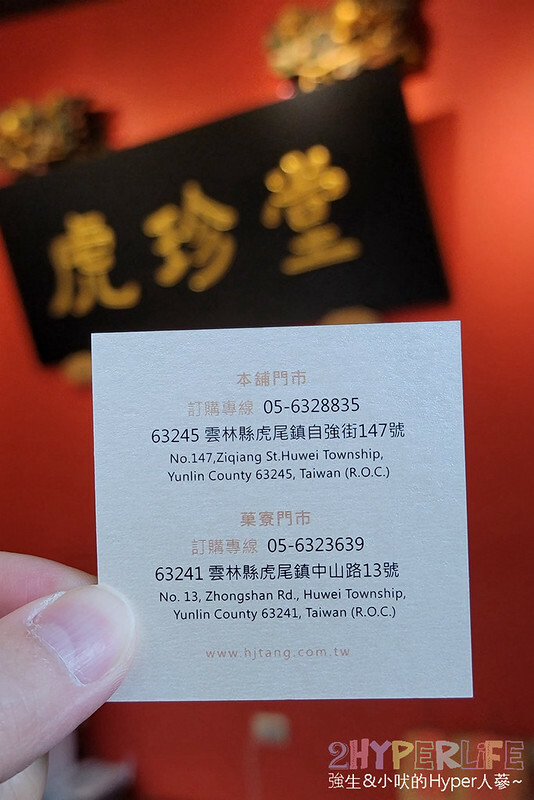 虎珍堂
本舖門市
訂購專線 05-6328835
63245 雲林縣虎尾鎮自強街147號
No.147,Ziqiang St.Huwei Township,
Yunlin County 63245, Taiwan (R.O.C.)
菓寮門市
訂購專線 05-6323639
63241 雲林縣虎尾鎮中山路13號
No. 13, Zhongshan Rd., Huwei Township,
Yunlin County 63241, Taiwan (R.O.C.)
www.hjtang.com.tw
2HYPERLiFE
強生&小吠的Hyper人蔘~